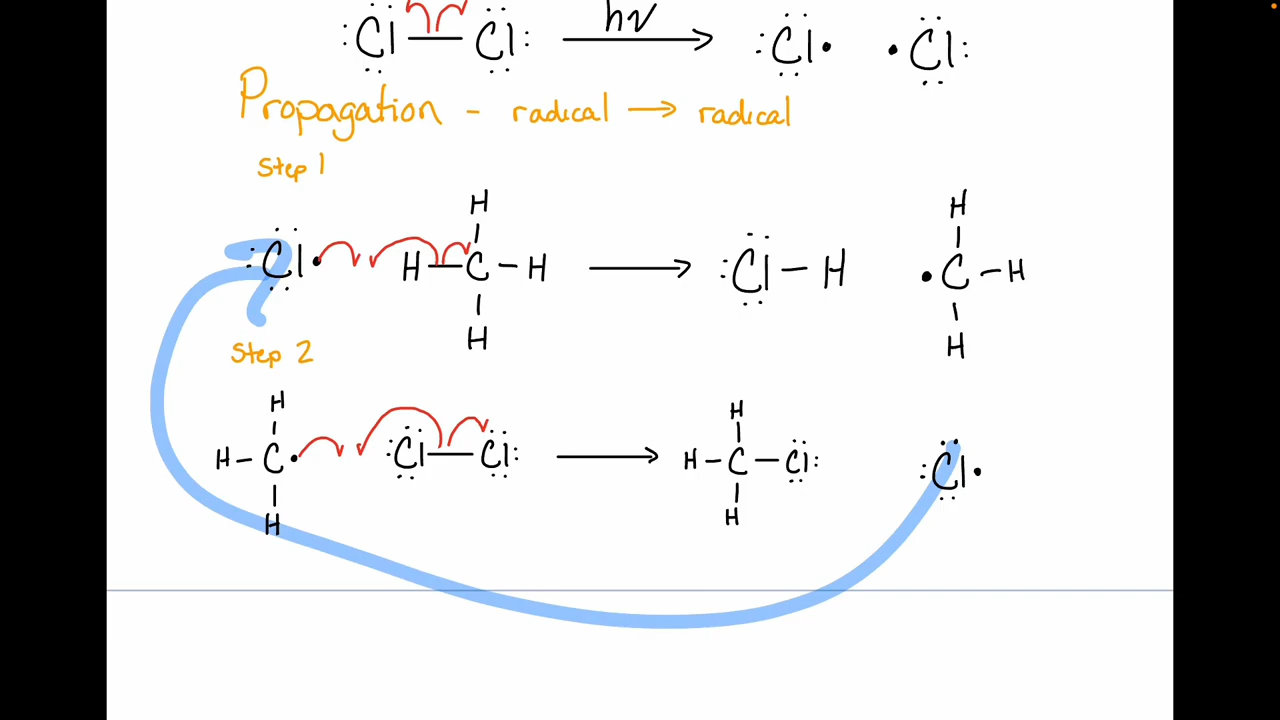 :Cl — Cl: hν → :Cl• •Cl:
Propagation - radical → radical
Step 1
H H
:Cl• H—C—H → :Cl—H •C—H
H H
Step 2
H H
H—C• :Cl—Cl: → H—C—Cl: :Cl•
H H